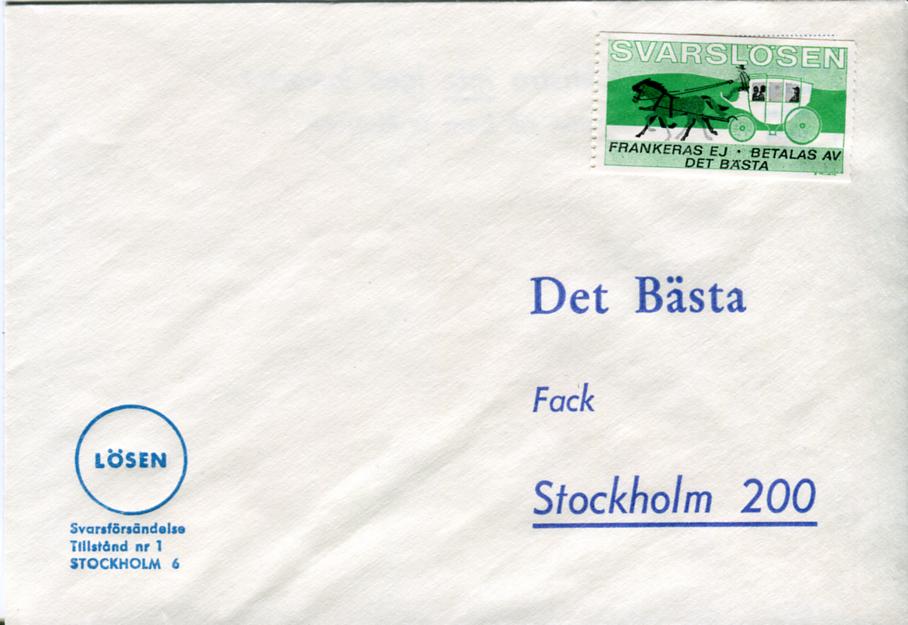 SVARSLÖSEN
FRANKERAS EJ · BETALAS AV
DET BÄSTA
Det Bästa
Fack
Stockholm 200
LÖSEN
Svarsförsändelse
Tillstånd nr 1
STOCKHOLM 6